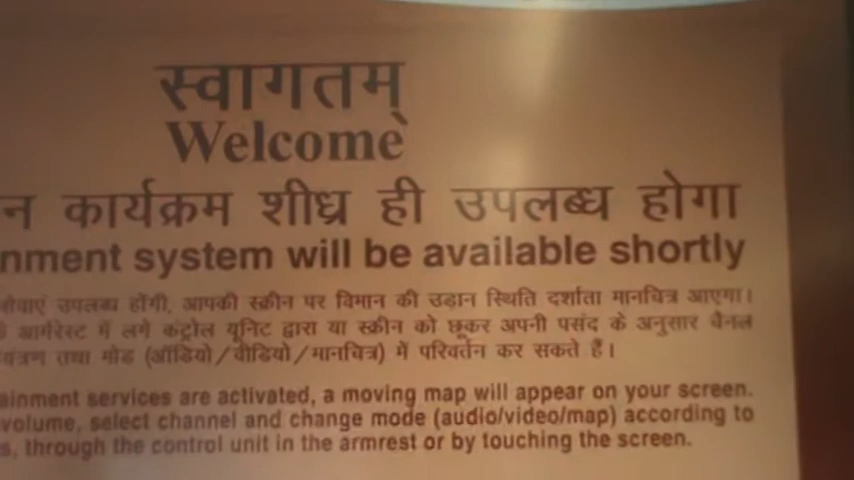 स्वागतम्
Welcome
न कार्यक्रम शीध्र ही उपलब्ध होगा
nment system will be available shortly
सेवाएं उपलब्ध होंगी, आपकी स्क्रीन पर विमान की उड़ान स्थिति दर्शाता मानचित्र आएगा।
आर्मरेस्ट में लगे कंट्रोल यूनिट द्वारा या स्क्रीन को छूकर अपनी पसंद के अनुसार चैनल
यंत्रण तथा मोड (ऑडियो/वीडियो/मानचित्र) में परिवर्तन कर सकते हैं।
ainment services are activated, a moving map will appear on your screen.
volume, select channel and change mode (audio/video/map) according to
s, through the control unit in the armrest or by touching the screen.